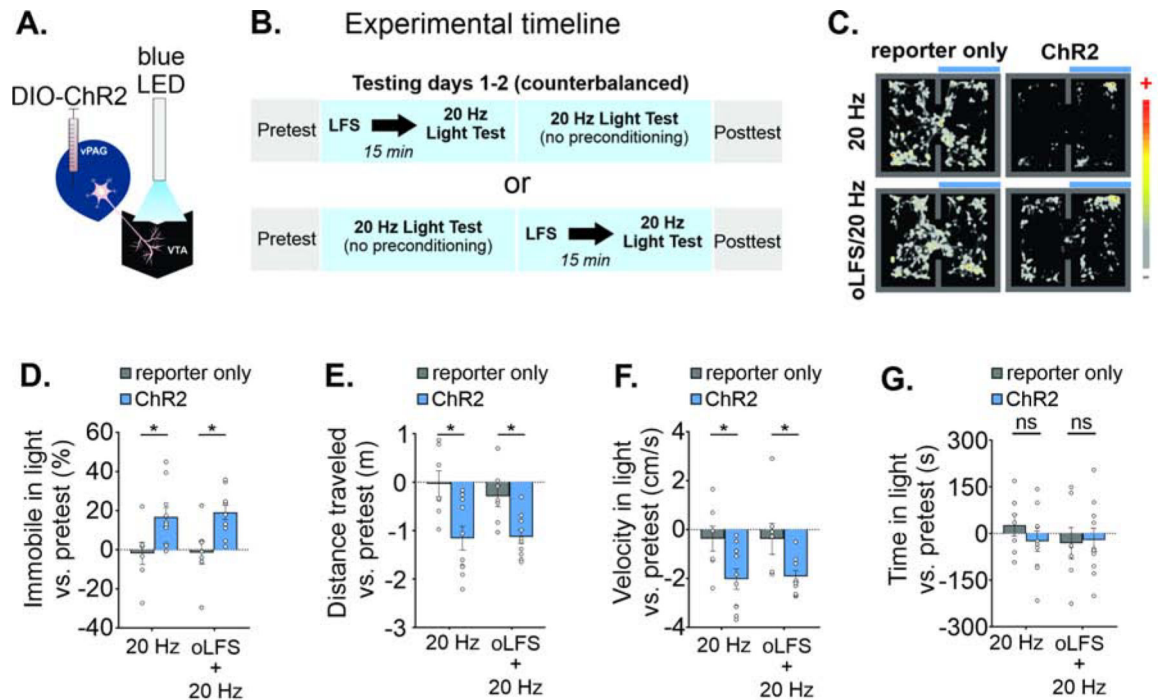 A.
blue
LED
DIO-ChR2
vPAG
VTA
B.
Experimental timeline
Testing days 1-2 (counterbalanced)
Pretest
LFS
15 min
20 Hz
Light Test
20 Hz Light Test
(no preconditioning)
Posttest
or
Pretest
20 Hz Light Test
(no preconditioning)
LFS
15 min
20 Hz
Light Test
Posttest
C.
reporter only
ChR2
20 Hz
oLFS/20 Hz
+
-
D.
reporter only
ChR2
Immobile in light
vs. pretest (%)
60
40
20
0
-20
-40
*
*
20 Hz
oLFS
+
20 Hz
E.
reporter only
ChR2
Distance traveled
vs. pretest (m)
1
0
-1
-2
-3
*
*
20 Hz
oLFS
+
20 Hz
F.
reporter only
ChR2
Velocity in light
vs. pretest (cm/s)
4
2
0
-2
-4
*
*
20 Hz
oLFS
+
20 Hz
G.
reporter only
ChR2
Time in light
vs. pretest (s)
300
150
0
-150
-300
ns
ns
20 Hz
oLFS
+
20 Hz